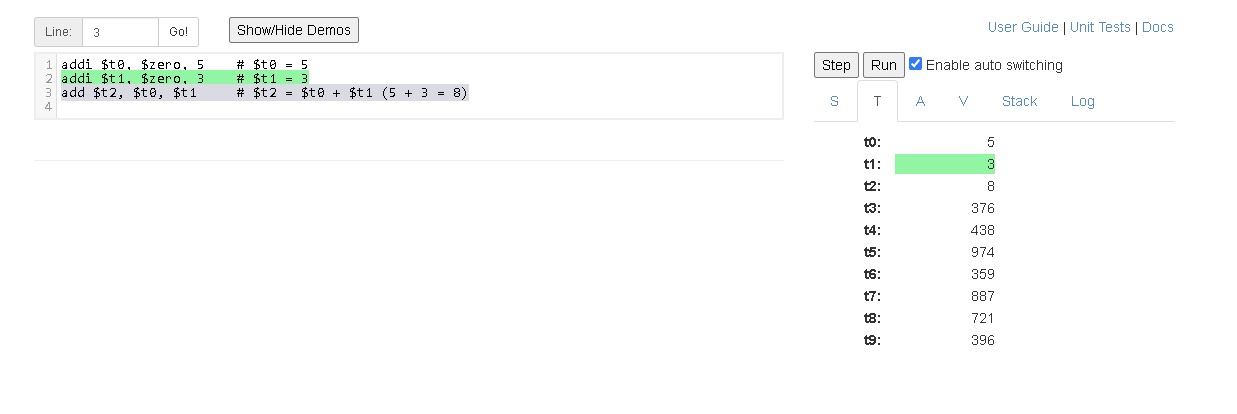 Line: 3 Go! Show/Hide Demos
User Guide | Unit Tests | Docs
1 addi $t0, $zero, 5 # $t0 = 5
2 addi $t1, $zero, 3 # $t1 = 3
3 add $t2, $t0, $t1 # $t2 = $t0 + $t1 (5 + 3 = 8)
4
Step Run Enable auto switching
S T A V Stack Log
t0: 5
t1: 3
t2: 8
t3: 376
t4: 438
t5: 974
t6: 359
t7: 887
t8: 721
t9: 396